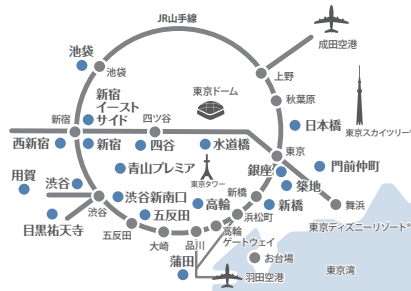 JR山手線
成田空港
池袋
池袋
上野
新宿
イースト
サイド
東京ドーム
秋葉原
新宿
四ツ谷
日本橋
東京スカイツリー®
西新宿
新宿
四谷
水道橋
東京
青山プレミア
東京タワー
銀座
門前仲町
用賀
渋谷
築地
渋谷
渋谷新南口
高輪
新橋
新橋
舞浜
目黒祐天寺
五反田
浜松町
五反田
大崎
品川
高輪
ゲートウェイ
東京ディズニーリゾート®
お台場
蒲田
羽田空港
東京湾